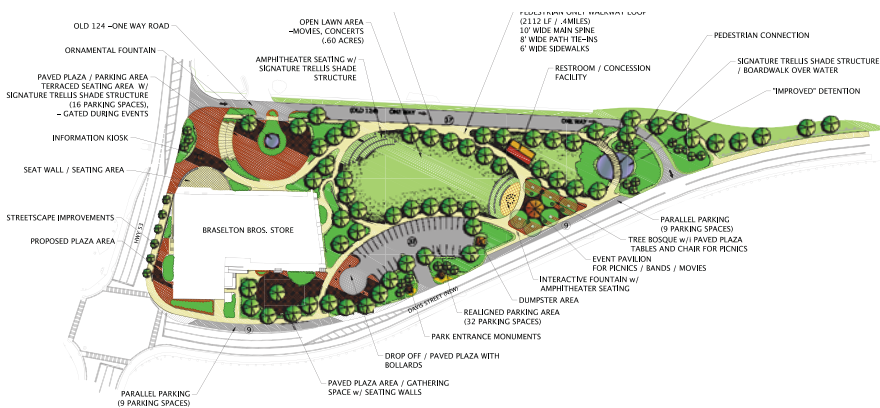 OLD 124 -ONE WAY ROAD
ORNAMENTAL FOUNTAIN
PAVED PLAZA / PARKING AREA
TERRACED SEATING AREA W/
SIGNATURE TRELLIS SHADE STRUCTURE
(16 PARKING SPACES),
- GATED DURING EVENTS
INFORMATION KIOSK
SEAT WALL / SEATING AREA
STREETSCAPE IMPROVEMENTS
PROPOSED PLAZA AREA
HWY 53
OPEN LAWN AREA
-MOVIES, CONCERTS
(.60 ACRES)
AMPHITHEATER SEATING w/
SIGNATURE TRELLIS SHADE
STRUCTURE
PEDESTRIAN ONLY WALKWAY LOOP
(2112 LF / .4MILES)
10' WIDE MAIN SPINE
8' WIDE PATH TIE-INS
6' WIDE SIDEWALKS
RESTROOM / CONCESSION
FACILITY
PEDESTRIAN CONNECTION
SIGNATURE TRELLIS SHADE STRUCTURE
/ BOARDWALK OVER WATER
"IMPROVED" DETENTION
(OLD 124)
ONE WAY
ONE WAY
BRASELTON BROS. STORE
PARALLEL PARKING
(9 PARKING SPACES)
TREE BOSQUE w/i PAVED PLAZA
TABLES AND CHAIR FOR PICNICS
EVENT PAVILION
FOR PICNICS / BANDS / MOVIES
INTERACTIVE FOUNTAIN w/
AMPHITHEATER SEATING
DUMPSTER AREA
DAVIS STREET (NEW)
REALIGNED PARKING AREA
(32 PARKING SPACES)
PARK ENTRANCE MONUMENTS
DROP OFF / PAVED PLAZA WITH
BOLLARDS
PAVED PLAZA AREA / GATHERING
SPACE w/ SEATING WALLS
PARALLEL PARKING
(9 PARKING SPACES)
9
9